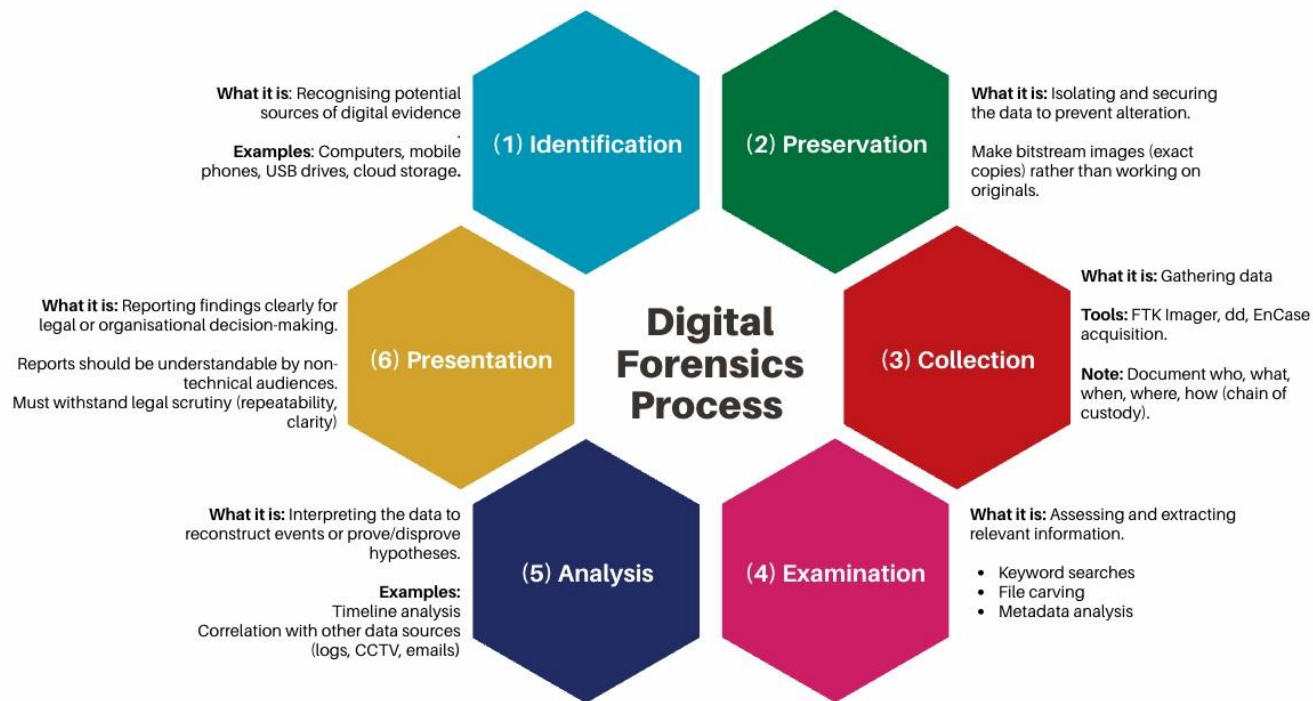 What it is: Recognising potential
sources of digital evidence
.
Examples: Computers, mobile
phones, USB drives, cloud storage.
(1) Identification
(2) Preservation
What it is: Isolating and securing
the data to prevent alteration.
Make bitstream images (exact
copies) rather than working on
originals.
Digital
Forensics
Process
(3) Collection
What it is: Gathering data
Tools: FTK Imager, dd, EnCase
acquisition.
Note: Document who, what,
when, where, how (chain of
custody).
(4) Examination
What it is: Assessing and extracting
relevant information.
• Keyword searches
• File carving
• Metadata analysis
What it is: Interpreting the data to
reconstruct events or prove/disprove
hypotheses.
Examples:
Timeline analysis
Correlation with other data sources
(logs, CCTV, emails)
(5) Analysis
What it is: Reporting findings clearly for
legal or organisational decision-making.
Reports should be understandable by non-
technical audiences.
Must withstand legal scrutiny (repeatability,
clarity)
(6) Presentation